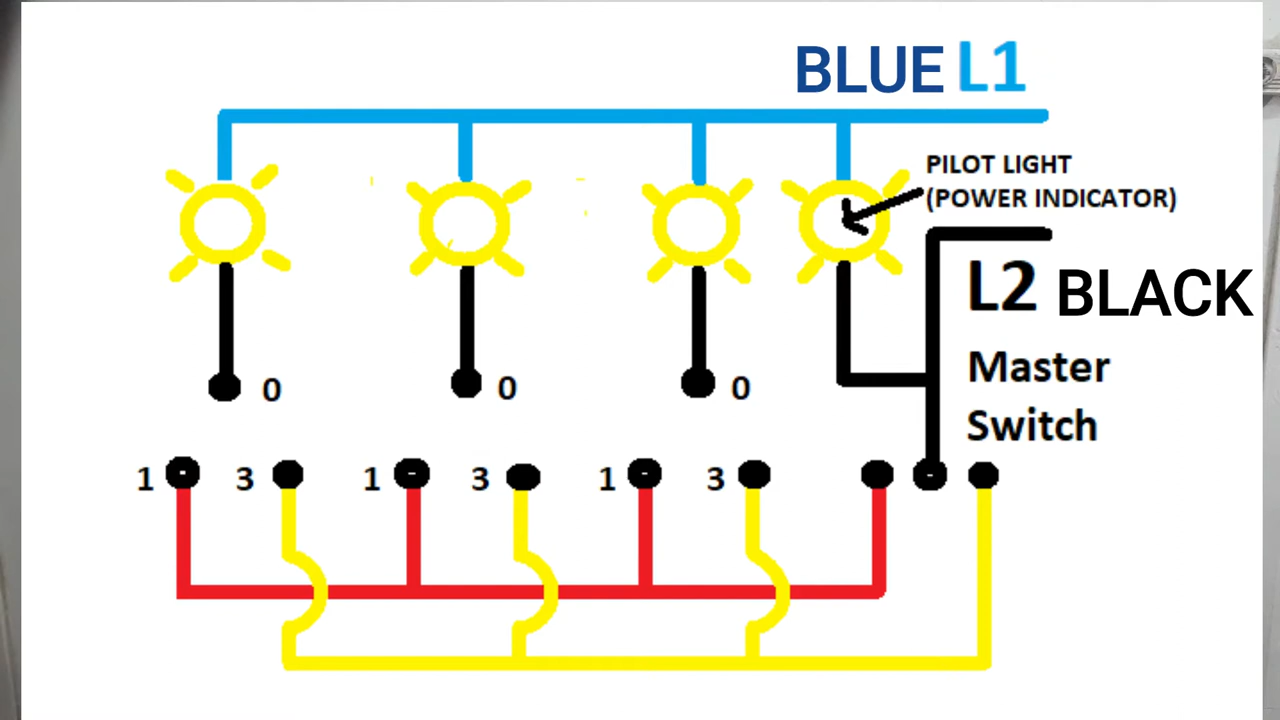 BLUE L1
PILOT LIGHT
(POWER INDICATOR)
L2 BLACK
Master
Switch
0
0
0
1
3
1
3
1
3